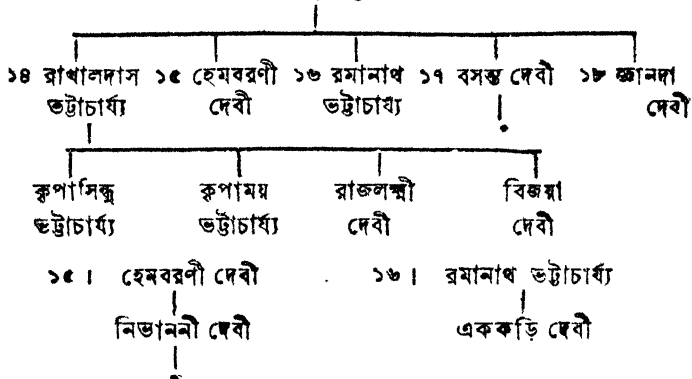 ১৪ রাখালদাস ১৫ হেমবরণী ১৬ রমানাথ ১৭ বসন্ত দেবী ১৮ জ্ঞানদা
ভট্টাচার্য্য দেবী ভট্টাচার্য্য দেবী
কৃপাসিন্ধু কৃপাময় রাজলক্ষ্মী বিজয়া
ভট্টাচার্য্য ভট্টাচার্য্য দেবী দেবী
১৫। হেমবরণী দেবী ১৬। রমানাথ ভট্টাচার্য্য
নিভাননী দেবী এককড়ি দেবী